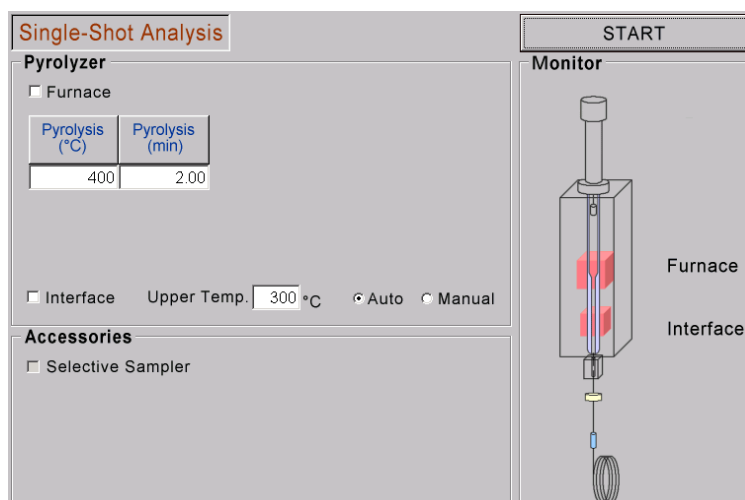 Single-Shot Analysis
START
Pyrolyzer
Furnace
Pyrolysis
(°C)
Pyrolysis
(min)
400
2.00
Interface
Upper Temp. 300 °C
Auto
Manual
Accessories
Selective Sampler
Monitor
Furnace
Interface